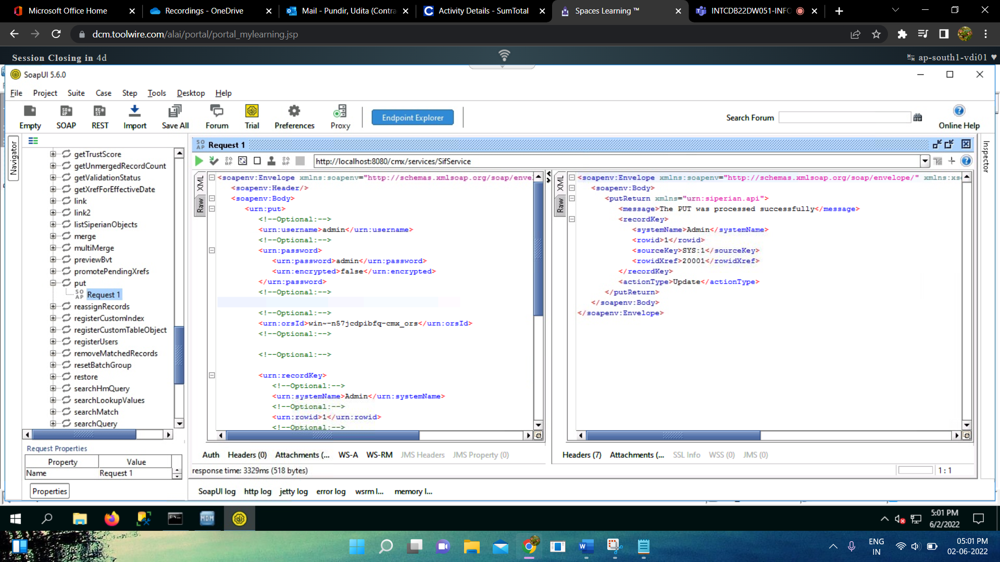 Microsoft Office Home
Recordings - OneDrive
Mail - Pundir, Udita (Contra
Activity Details - SumTotal
Spaces Learning ™
INTCDB22DW051-INFO
dcm.toolwire.com/alai/portal/portal_mylearning.jsp
Session Closing in 4d
ap-south1-vdi01
SoapUI 5.6.0
File Project Suite Case Step Tools Desktop Help
Empty SOAP REST Import Save All Forum Trial Preferences Proxy
Endpoint Explorer
Search Forum
Online Help
Navigator
getTrustScore
getUnmergedRecordCount
getValidationStatus
getXrefForEffectiveDate
link
link2
listSiperianObjects
merge
multiMerge
previewBvt
promotePendingXrefs
put
SOAP Request 1
reassignRecords
registerCustomIndex
registerCustomTableObject
registerUsers
removeMatchedRecords
resetBatchGroup
restore
searchHmQuery
searchLookupValues
searchMatch
searchQuery
Request Properties
Property Value
Name Request 1
Properties
SOAP Request 1
http://localhost:8080/cmx/services/SifService
XML
Raw
<soapenv:Envelope xmlns:soapenv="http://schemas.xmlsoap.org/soap/enve
<soapenv:Header/>
<soapenv:Body>
<urn:put>
<!--Optional:-->
<urn:username>admin</urn:username>
<!--Optional:-->
<urn:password>
<urn:password>admin</urn:password>
<urn:encrypted>false</urn:encrypted>
</urn:password>
<!--Optional:-->
<!--Optional:-->
<urn:orsId>win~-n57jcdpibfq-cmx_ors</urn:orsId>
<!--Optional:-->
<!--Optional:-->
<urn:recordKey>
<!--Optional:-->
<urn:systemName>Admin</urn:systemName>
<!--Optional:-->
<urn:rowid>1</urn:rowid>
<!--Optional:-->
XML
Raw
<soapenv:Envelope xmlns:soapenv="http://schemas.xmlsoap.org/soap/envelope/" xmlns:xs
<soapenv:Body>
<putReturn xmlns="urn:siperian.api">
<message>The PUT was processed successfully</message>
<recordKey>
<systemName>Admin</systemName>
<rowid>1</rowid>
<sourceKey>SYS:1</sourceKey>
<rowidXref>20001</rowidXref>
</recordKey>
<actionType>Update</actionType>
</putReturn>
</soapenv:Body>
</soapenv:Envelope>
Inspector
Auth Headers (0) Attachments (... WS-A WS-RM JMS Headers JMS Property (0)
Headers (7) Attachments (... SSL Info WSS (0) JMS (0)
response time: 3329ms (518 bytes)
1 : 1
SoapUI log http log jetty log error log wsrm l... memory l...
MDM
5:01 PM
6/2/2022
ENG
IN
05:01 PM
02-06-2022